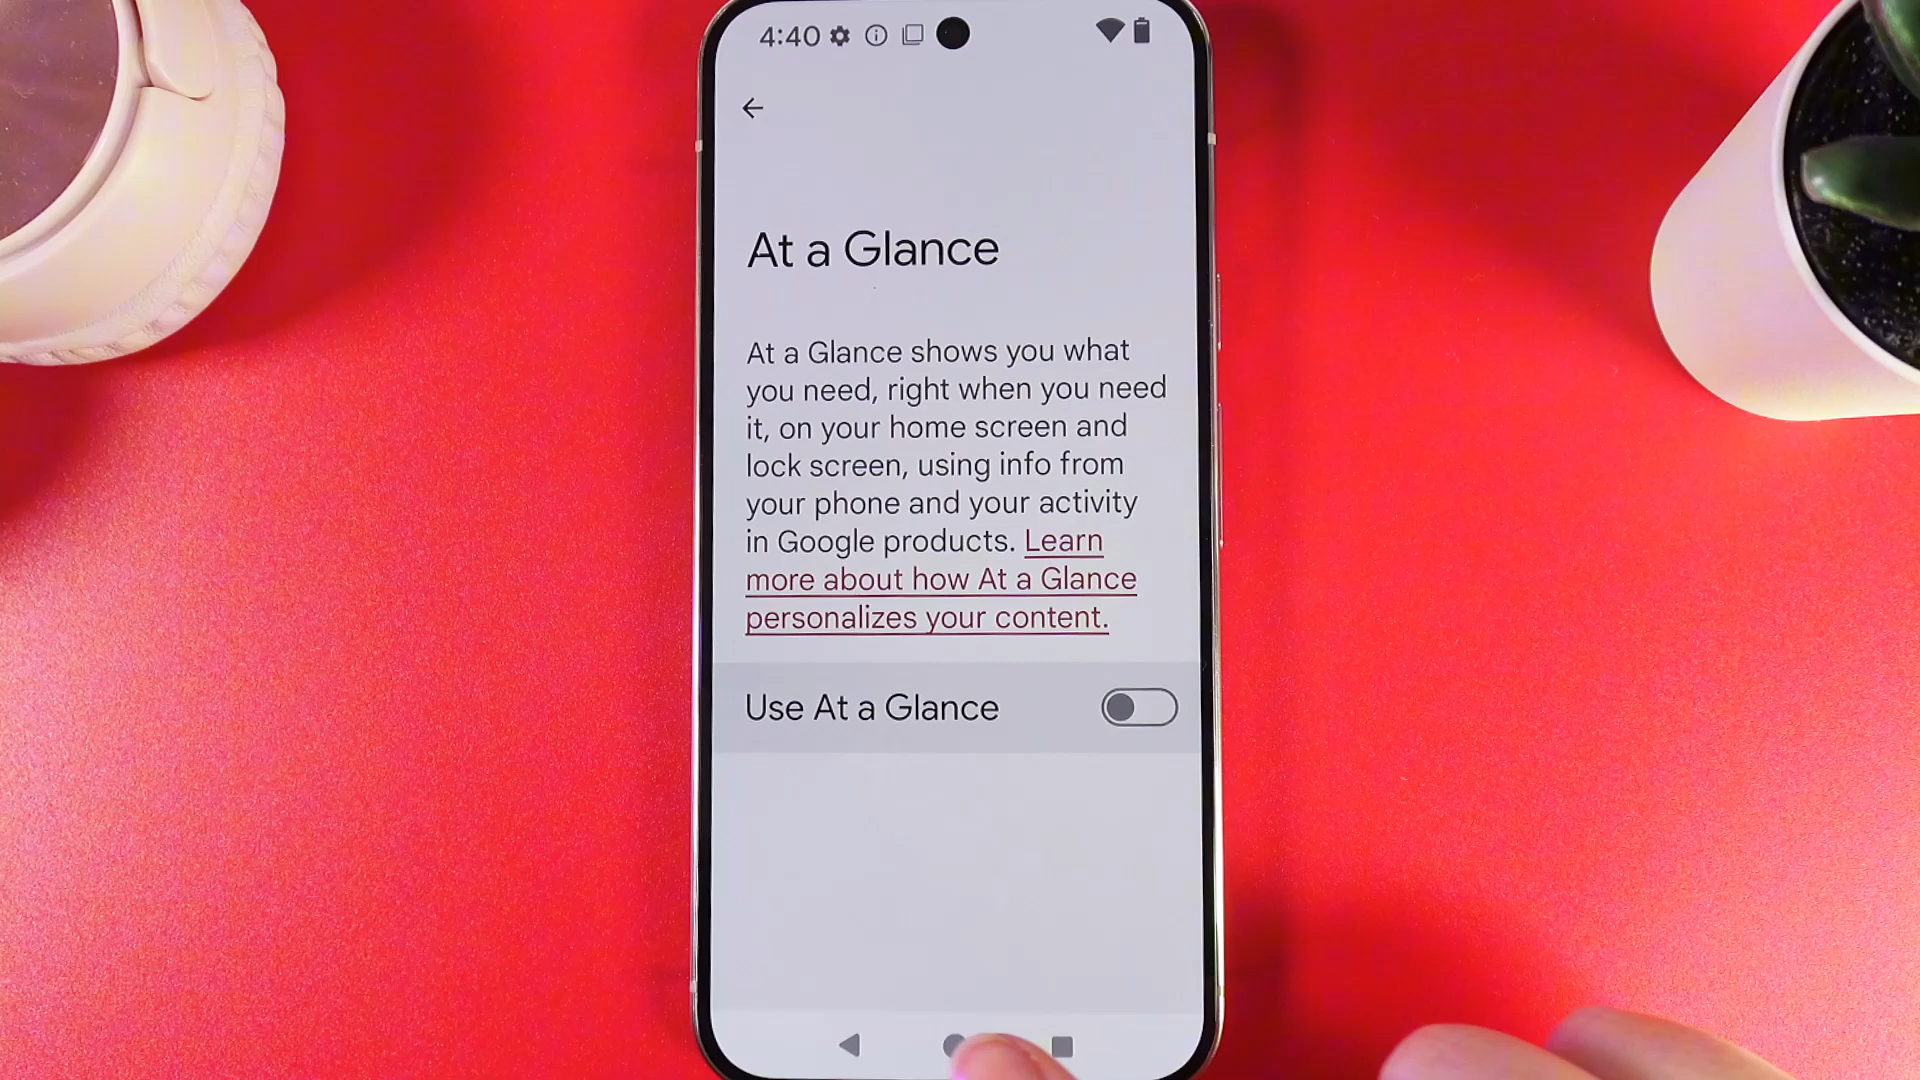 4:40
At a Glance
At a Glance shows you what
you need, right when you need
it, on your home screen and
lock screen, using info from
your phone and your activity
in Google products. Learn
more about how At a Glance
personalizes your content.
Use At a Glance